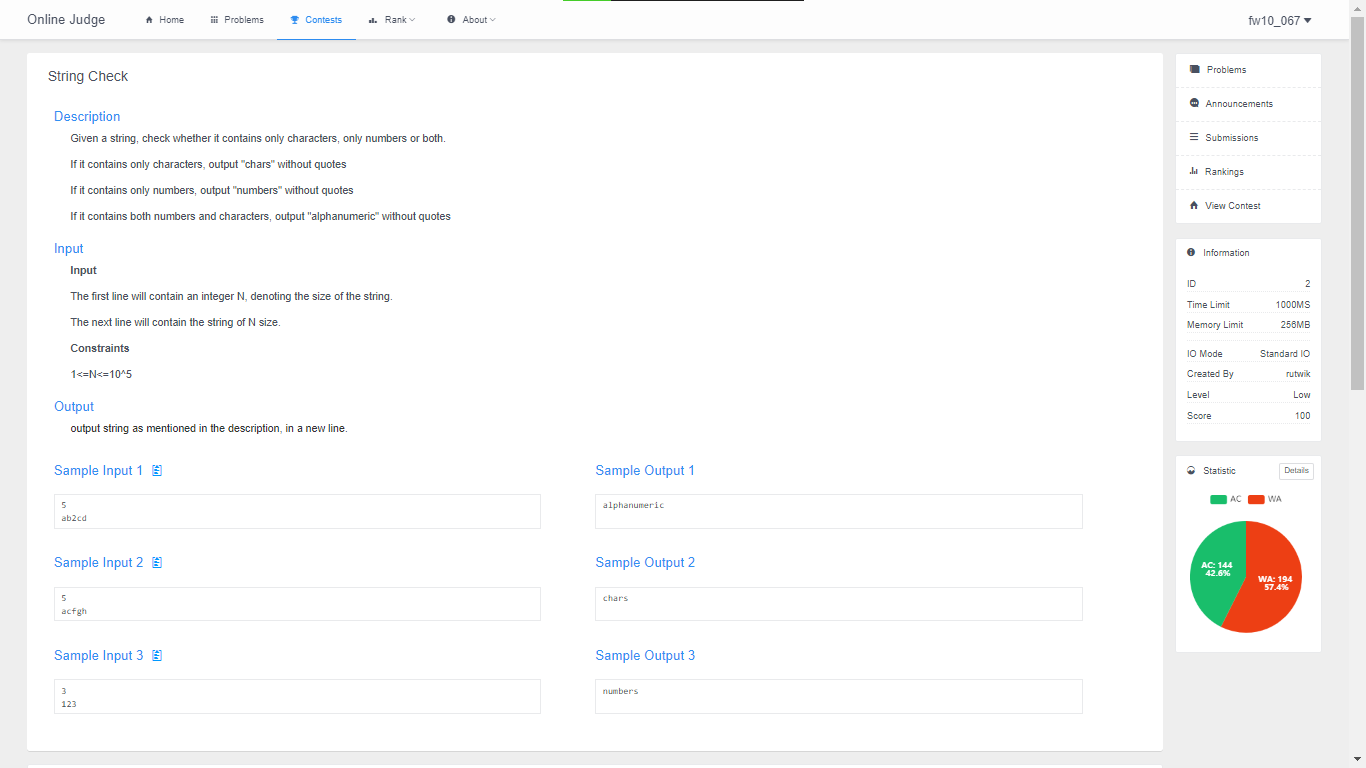 Online Judge Home Problems Contests Rank About fw10_067
String Check
Description
Given a string, check whether it contains only characters, only numbers or both.
If it contains only characters, output "chars" without quotes
If it contains only numbers, output "numbers" without quotes
If it contains both numbers and characters, output "alphanumeric" without quotes
Input
Input
The first line will contain an integer N, denoting the size of the string.
The next line will contain the string of N size.
Constraints
1<=N<=10^5
Output
output string as mentioned in the description, in a new line.
Sample Input 1
5
ab2cd
Sample Output 1
alphanumeric
Sample Input 2
5
acfgh
Sample Output 2
chars
Sample Input 3
3
123
Sample Output 3
numbers
Problems
Announcements
Submissions
Rankings
View Contest
Information
ID 2
Time Limit 1000MS
Memory Limit 256MB
IO Mode Standard IO
Created By rutwik
Level Low
Score 100
Statistic Details
AC WA
AC: 144
42.6%
WA: 194
57.4%